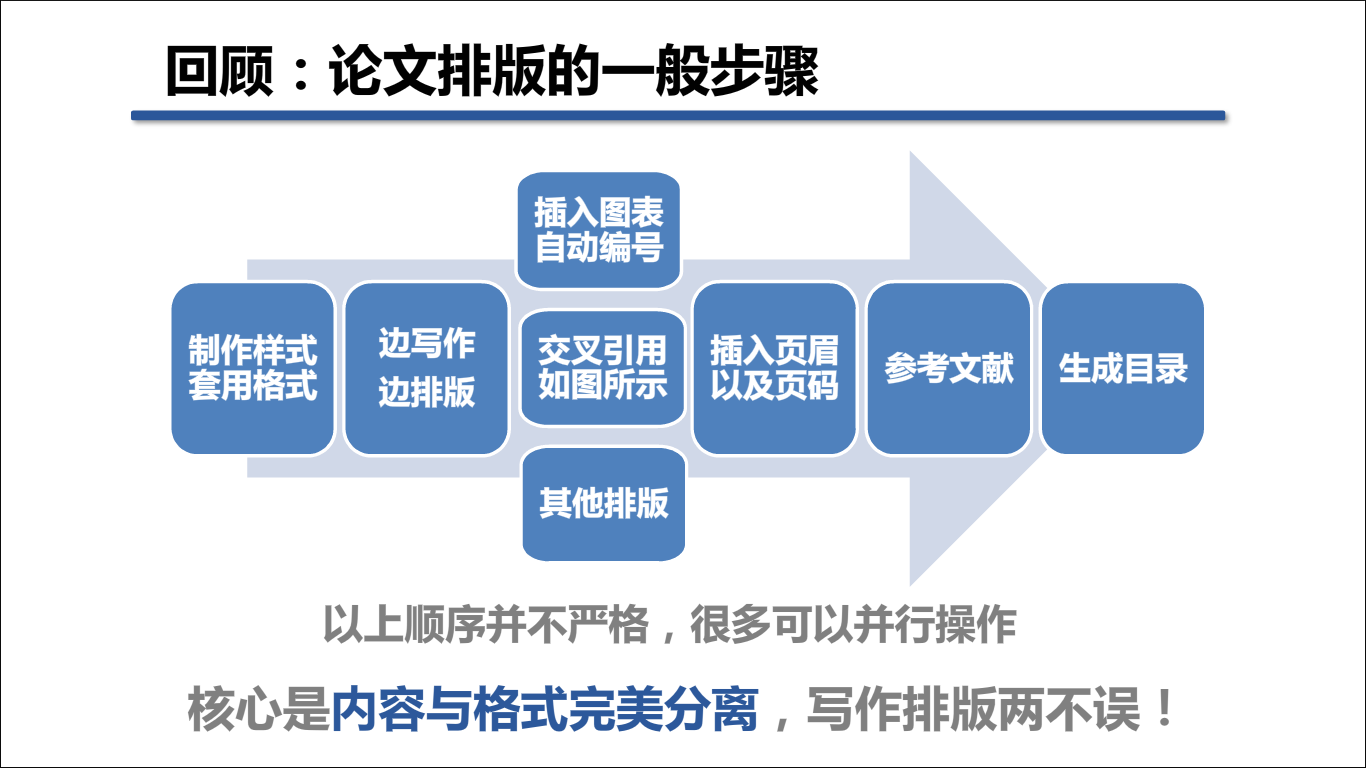 回顾：论文排版的一般步骤
制作样式
套用格式
边写作
边排版
插入图表
自动编号
交叉引用
如图所示
其他排版
插入页眉
以及页码
参考文献
生成目录
以上顺序并不严格，很多可以并行操作
核心是内容与格式完美分离，写作排版两不误！